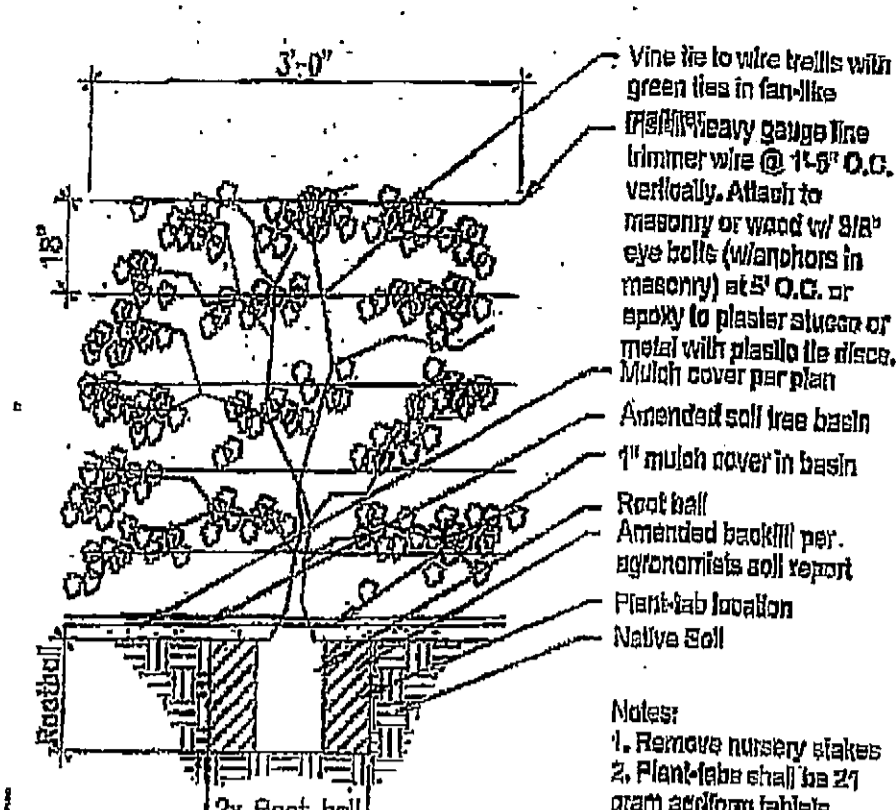 3'-0"
Vine tie to wire trellis with
green ties in fan-like
heavy gauge line
trimmer wire @ O.C.
vertically. Attach to
masonry or wood w/ 3/8"
eye bolts (w/anchors in
masonry) at 5' O.C. or
epoxy to plaster stucco or
metal with plastic tie discs.
Mulch cover per plan
Amended soil tree basin
1" mulch cover in basin
Root ball
Amended backfill per
agronomists soil report
Plant-tab location
Native Soil
18"
Rootball
2x Root ball
Notes:
1. Remove nursery stakes
2. Plant-tabs shall be 21
gram tablets